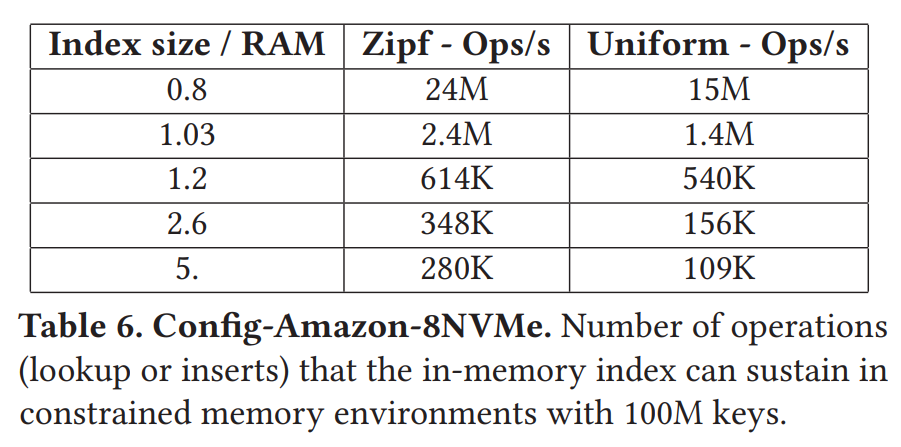 Index size / RAM Zipf - Ops/s Uniform - Ops/s
0.8 24M 15M
1.03 2.4M 1.4M
1.2 614K 540K
2.6 348K 156K
5. 280K 109K
Table 6. Config-Amazon-8NVMe. Number of operations
(lookup or inserts) that the in-memory index can sustain in
constrained memory environments with 100M keys.